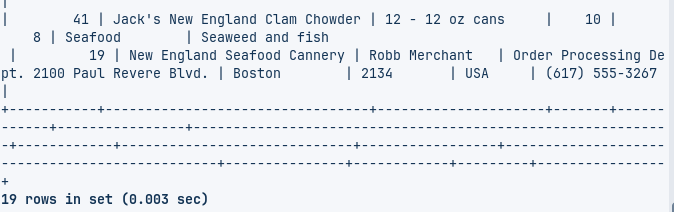 |
|        41 | Jack's New England Clam Chowder | 12 - 12 oz cans     |    10 |
    8 | Seafood        | Seaweed and fish
 |         19 | New England Seafood Cannery | Robb Merchant   | Order Processing De
pt. 2100 Paul Revere Blvd. | Boston         | 2134       | USA     | (617) 555-3267
|
+-----------+---------------------------------+---------------------+-------+------
------+----------------+-----------------------------------------------------------
-+------------+-----------------------------+-----------------+--------------------
---------------------------+---------------+------------+---------+----------------
+
19 rows in set (0.003 sec)